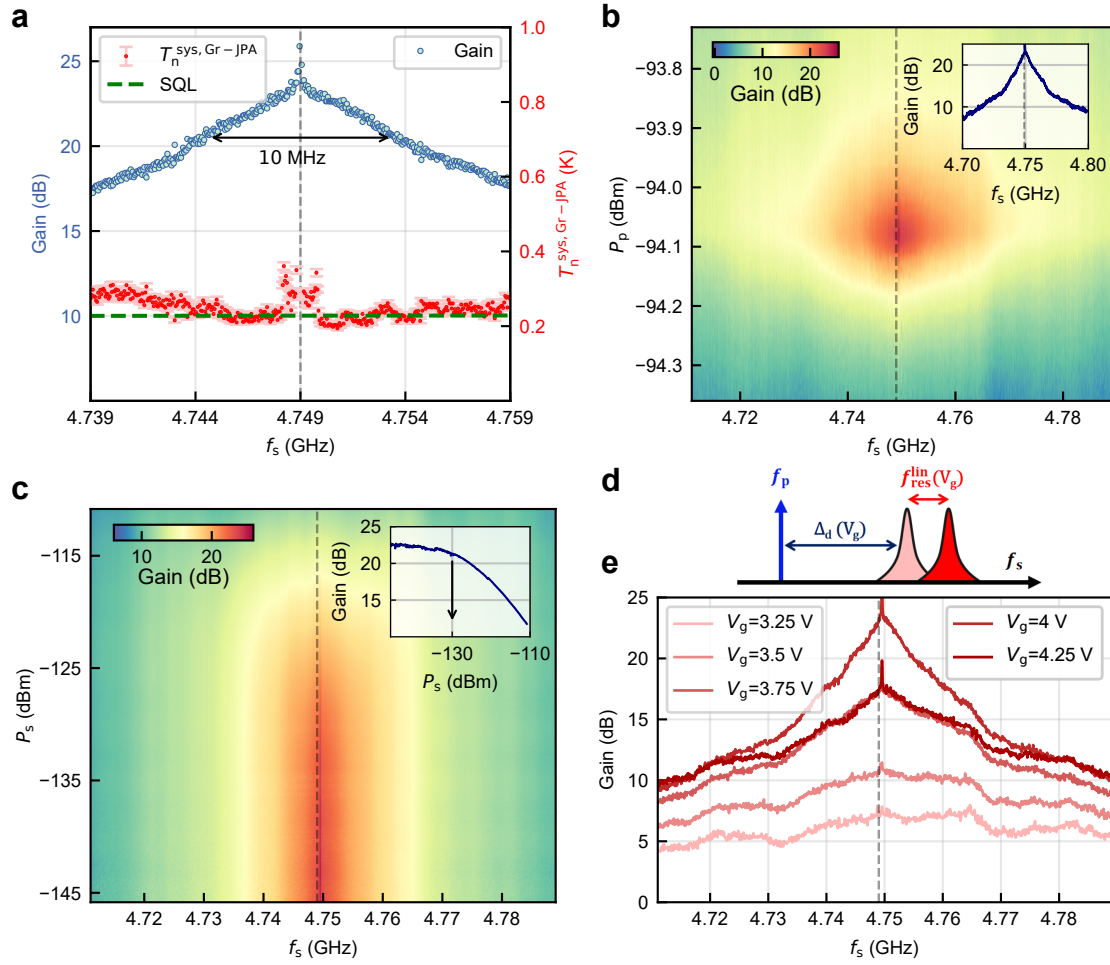 a
T_n^sys, Gr−JPA
SQL
Gain
10 MHz
25
20
15
10
Gain (dB)
1.0
0.8
0.6
0.4
0.2
T_n^sys, Gr−JPA (K)
4.739
4.744
4.749
4.754
4.759
f_s (GHz)
b
0
10
20
Gain (dB)
20
10
Gain (dB)
4.70
4.75
4.80
f_s (GHz)
−93.8
−93.9
−94.0
−94.1
−94.2
−94.3
P_p (dBm)
4.72
4.74
4.76
4.78
f_s (GHz)
c
10
20
Gain (dB)
25
20
15
Gain (dB)
−130
−110
P_s (dBm)
−115
−125
−135
−145
P_s (dBm)
4.72
4.73
4.74
4.75
4.76
4.77
4.78
f_s (GHz)
d
f_p
f_res^lin(V_g)
Δ_d (V_g)
f_s
e
V_g=3.25 V
V_g=3.5 V
V_g=3.75 V
V_g=4 V
V_g=4.25 V
25
20
15
10
5
0
Gain (dB)
4.72
4.73
4.74
4.75
4.76
4.77
4.78
f_s (GHz)